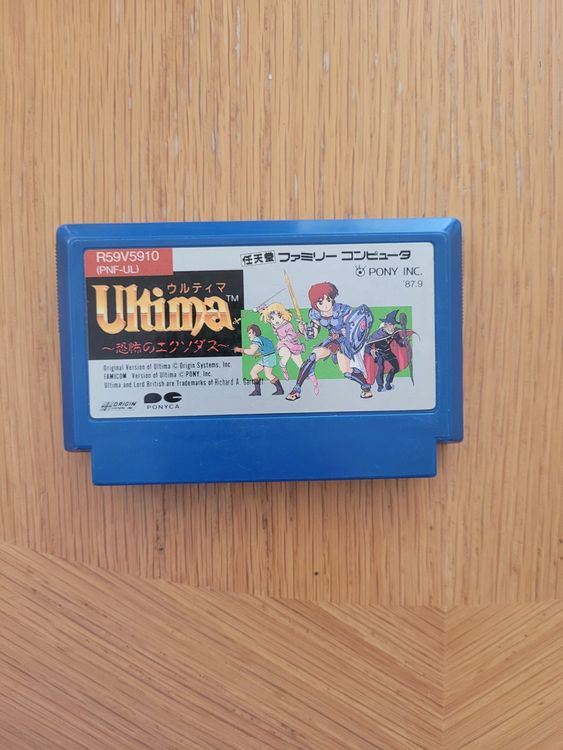 R59V5910
(PNF-UL)
任天堂 ファミリー コンピュータ
PONY INC.
'87.9
ウルティマ
Ultima™
～恐怖のエクソダス～
Original Version of Ultima © Origin Systems, Inc.
FAMICOM Version of Ultima © PONY, Inc.
Ultima and Lord British are Trademarks of Richard A. Garriott
ORIGIN
PONYCA